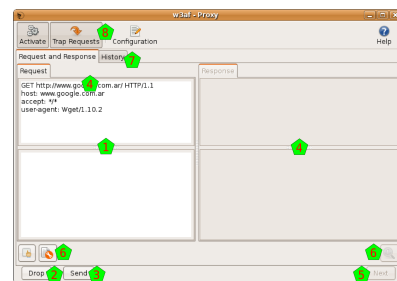 w3af - Proxy
Activate Trap Requests 8 Configuration Help
Request and Response History 7
Request Response
GET http://www.google.com.ar/ HTTP/1.1
4
host: www.google.com.ar
accept: */*
user-agent: Wget/1.10.2
1 4
6 6
Drop 2 Send 3 5 Next